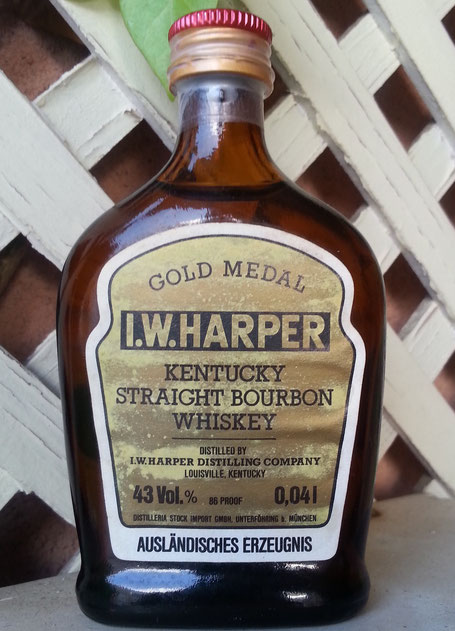 GOLD MEDAL
I.W.HARPER
KENTUCKY
STRAIGHT BOURBON
WHISKEY
DISTILLED BY
I.W.HARPER DISTILLING COMPANY
LOUISVILLE, KENTUCKY
43 Vol.% 86 PROOF 0,04 l
DISTILLERIA STOCK IMPORT GMBH, UNTERFÖHRING b. MÜNCHEN
AUSLÄNDISCHES ERZEUGNIS